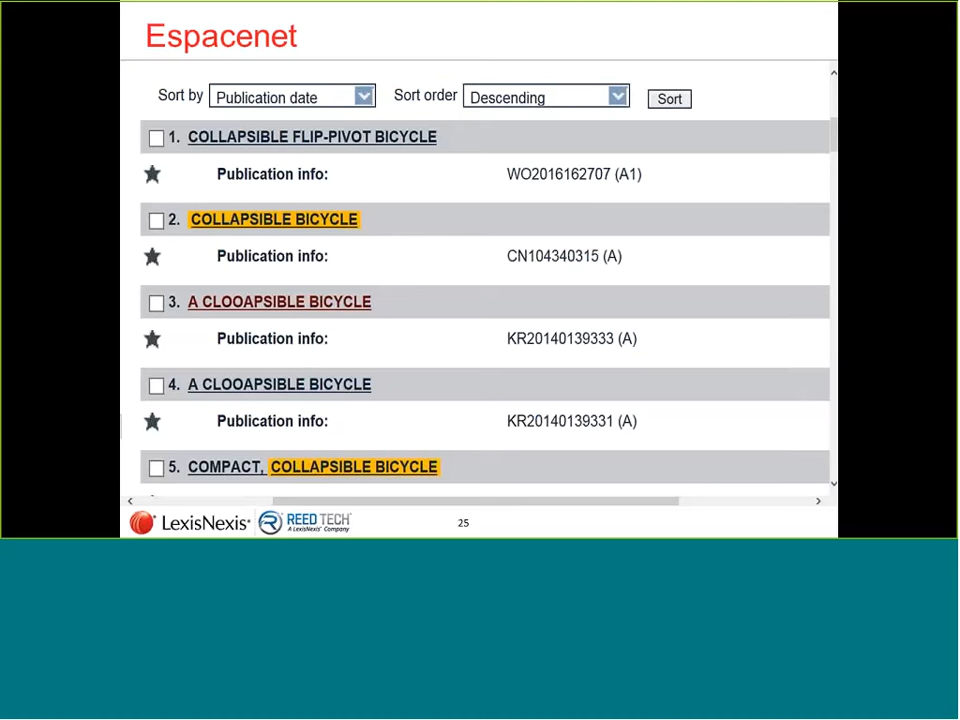 Espacenet
Sort by Publication date Sort order Descending Sort
1. COLLAPSIBLE FLIP-PIVOT BICYCLE
Publication info: WO2016162707 (A1)
2. COLLAPSIBLE BICYCLE
Publication info: CN104340315 (A)
3. A CLOOAPSIBLE BICYCLE
Publication info: KR20140139333 (A)
4. A CLOOAPSIBLE BICYCLE
Publication info: KR20140139331 (A)
5. COMPACT, COLLAPSIBLE BICYCLE
LexisNexis® REED TECH® 25
A LexisNexis® Company